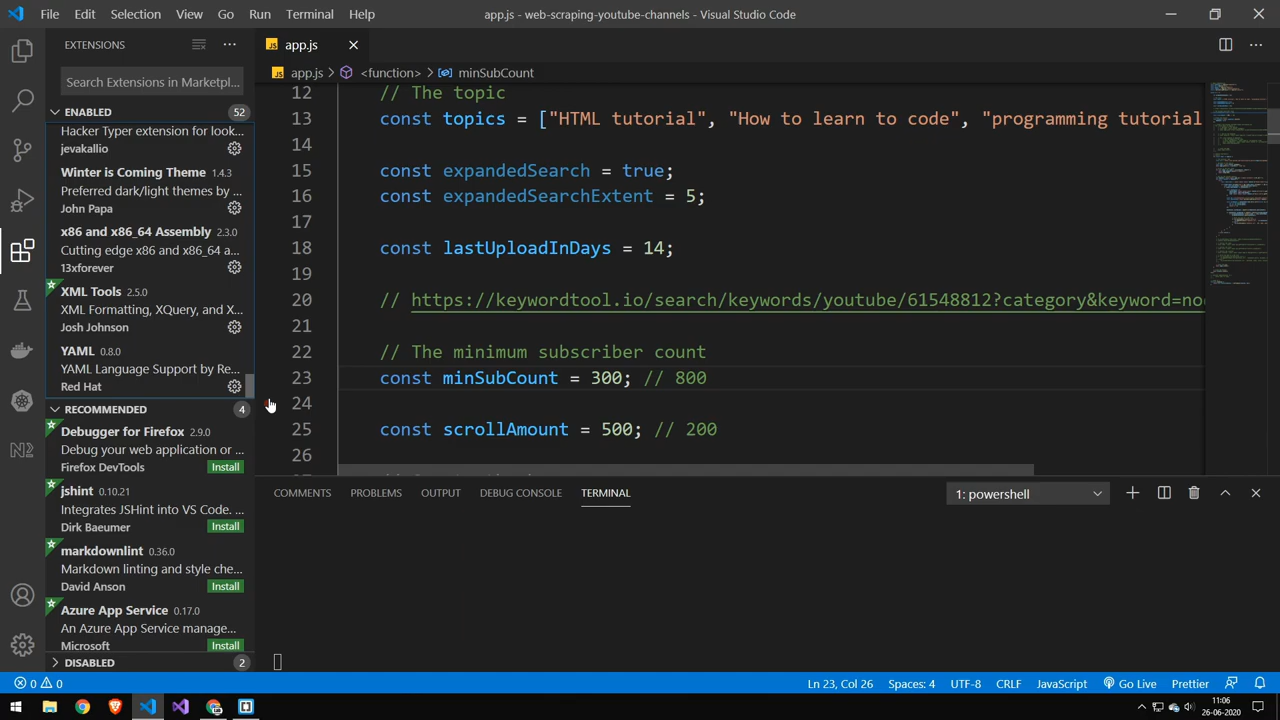 File Edit Selection View Go Run Terminal Help
app.js - web-scraping-youtube-channels - Visual Studio Code
EXTENSIONS
Search Extensions in Marketpl...
ENABLED 52
Hacker Typer extension for look...
jevakallio
Winter is Coming Theme 1.4.3
Preferred dark/light themes by ...
John Papa
x86 and x86_64 Assembly 2.3.0
Cutting edge x86 and x86_64 a...
13xforever
XML Tools 2.5.0
XML Formatting, XQuery, and X...
Josh Johnson
YAML 0.8.0
YAML Language Support by Re...
Red Hat
RECOMMENDED 4
Debugger for Firefox 2.9.0
Debug your web application or ...
Firefox DevTools Install
jshint 0.10.21
Integrates JSHint into VS Code. ...
Dirk Baeumer Install
markdownlint 0.36.0
Markdown linting and style che...
David Anson Install
Azure App Service 0.17.0
An Azure App Service manage...
Microsoft Install
DISABLED 2
JS app.js
JS app.js > <function> > minSubCount
12 // The topic
13 const topics = ["HTML tutorial", "How to learn to code", "programming tutorial
14
15 const expandedSearch = true;
16 const expandedSearchExtent = 5;
17
18 const lastUploadInDays = 14;
19
20 // https://keywordtool.io/search/keywords/youtube/61548812?category&keyword=no
21
22 // The minimum subscriber count
23 const minSubCount = 300; // 800
24
25 const scrollAmount = 500; // 200
26
COMMENTS PROBLEMS OUTPUT DEBUG CONSOLE TERMINAL
1: powershell
0 0
Ln 23, Col 26 Spaces: 4 UTF-8 CRLF JavaScript Go Live Prettier
11:06
26-06-2020